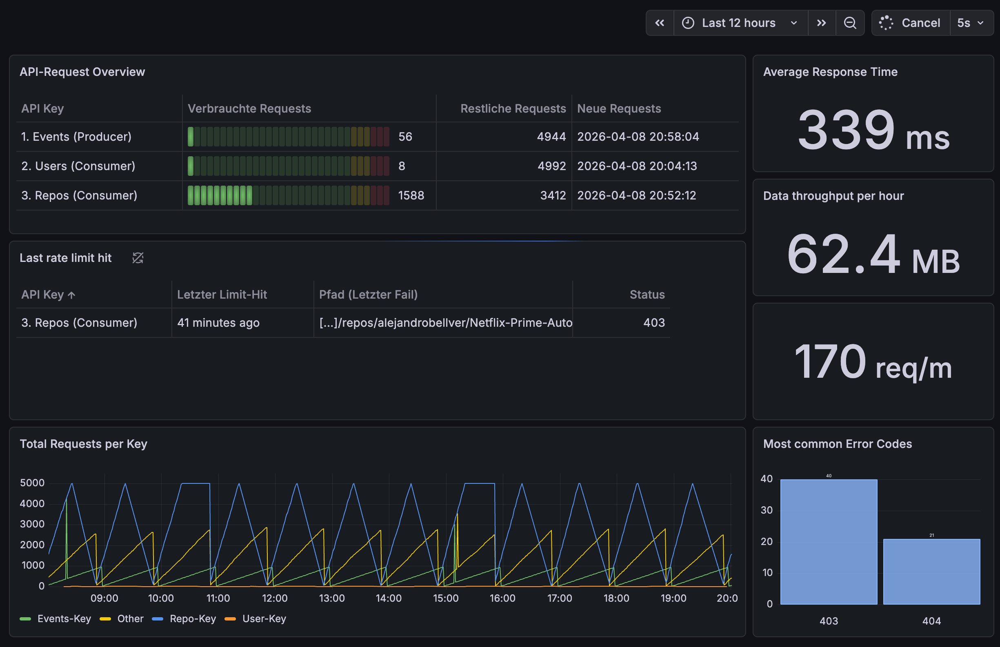 Last 12 hours
Cancel
5s
API-Request Overview
API Key Verbrauchte Requests Restliche Requests Neue Requests
1. Events (Producer) 56 4944 2026-04-08 20:58:04
2. Users (Consumer) 8 4992 2026-04-08 20:04:13
3. Repos (Consumer) 1588 3412 2026-04-08 20:52:12
Average Response Time
339 ms
Data throughput per hour
62.4 MB
Last rate limit hit
API Key Letzter Limit-Hit Pfad (Letzter Fail) Status
3. Repos (Consumer) 41 minutes ago [...]/repos/alejandrobellver/Netflix-Prime-Auto 403
170 req/m
Total Requests per Key
5000
4000
3000
2000
1000
0
09:00 10:00 11:00 12:00 13:00 14:00 15:00 16:00 17:00 18:00 19:00 20:0
Events-Key Other Repo-Key User-Key
Most common Error Codes
40
30
20
10
0
40
21
403 404